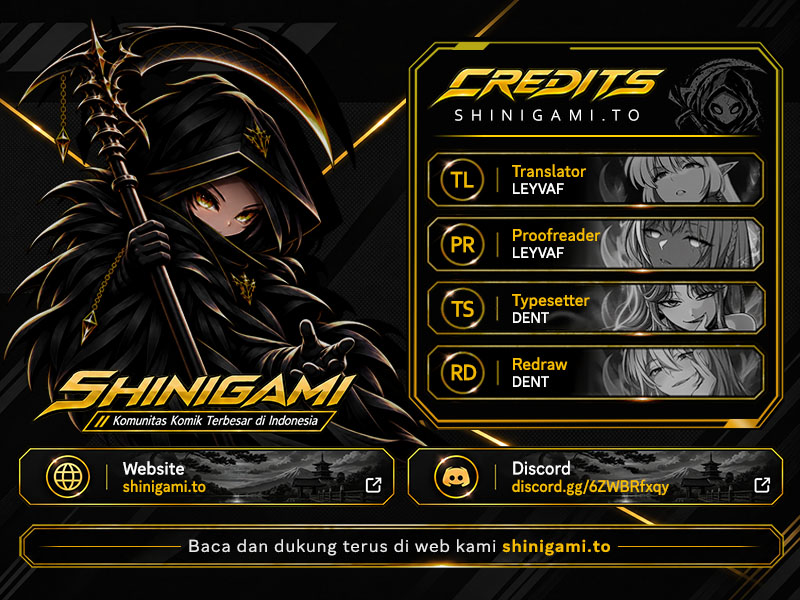 CREDITS
SHINIGAMI.TO
TL
Translator
LEYVAF
PR
Proofreader
LEYVAF
TS
Typesetter
DENT
RD
Redraw
DENT
SHINIGAMI
// Komunitas Komik Terbesar di Indonesia
Website
shinigami.to
Discord
discord.gg/6ZWBRfxqy
Baca dan dukung terus di web kami shinigami.to